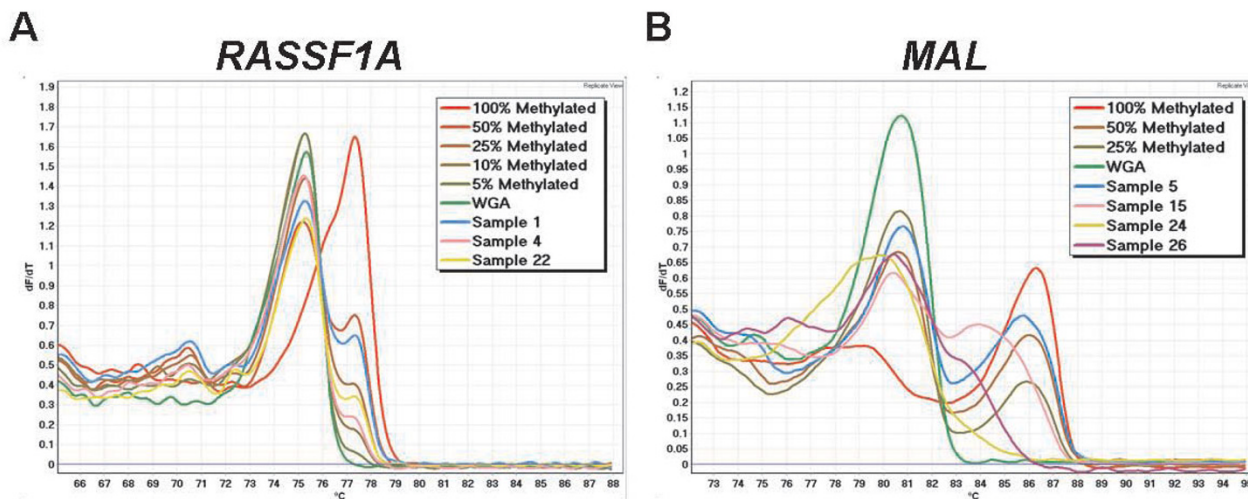 A
RASSF1A
Replicate View
1.9
1.8
1.7
1.6
1.5
1.4
1.3
1.2
1.1
1
0.9
0.8
0.7
0.6
0.5
0.4
0.3
0.2
0.1
0
dF/dT
100% Methylated
50% Methylated
25% Methylated
10% Methylated
5% Methylated
WGA
Sample 1
Sample 4
Sample 22
66 67 68 69 70 71 72 73 74 75 76 77 78 79 80 81 82 83 84 85 86 87 88
°C
B
MAL
Replicate Vie
1.2
1.15
1.1
1.05
1
0.95
0.9
0.85
0.8
0.75
0.7
0.65
0.6
0.55
0.5
0.45
0.4
0.35
0.3
0.25
0.2
0.15
0.1
0.05
0
dF/dT
100% Methylated
50% Methylated
25% Methylated
WGA
Sample 5
Sample 15
Sample 24
Sample 26
73 74 75 76 77 78 79 80 81 82 83 84 85 86 87 88 89 90 91 92 93 94
°C